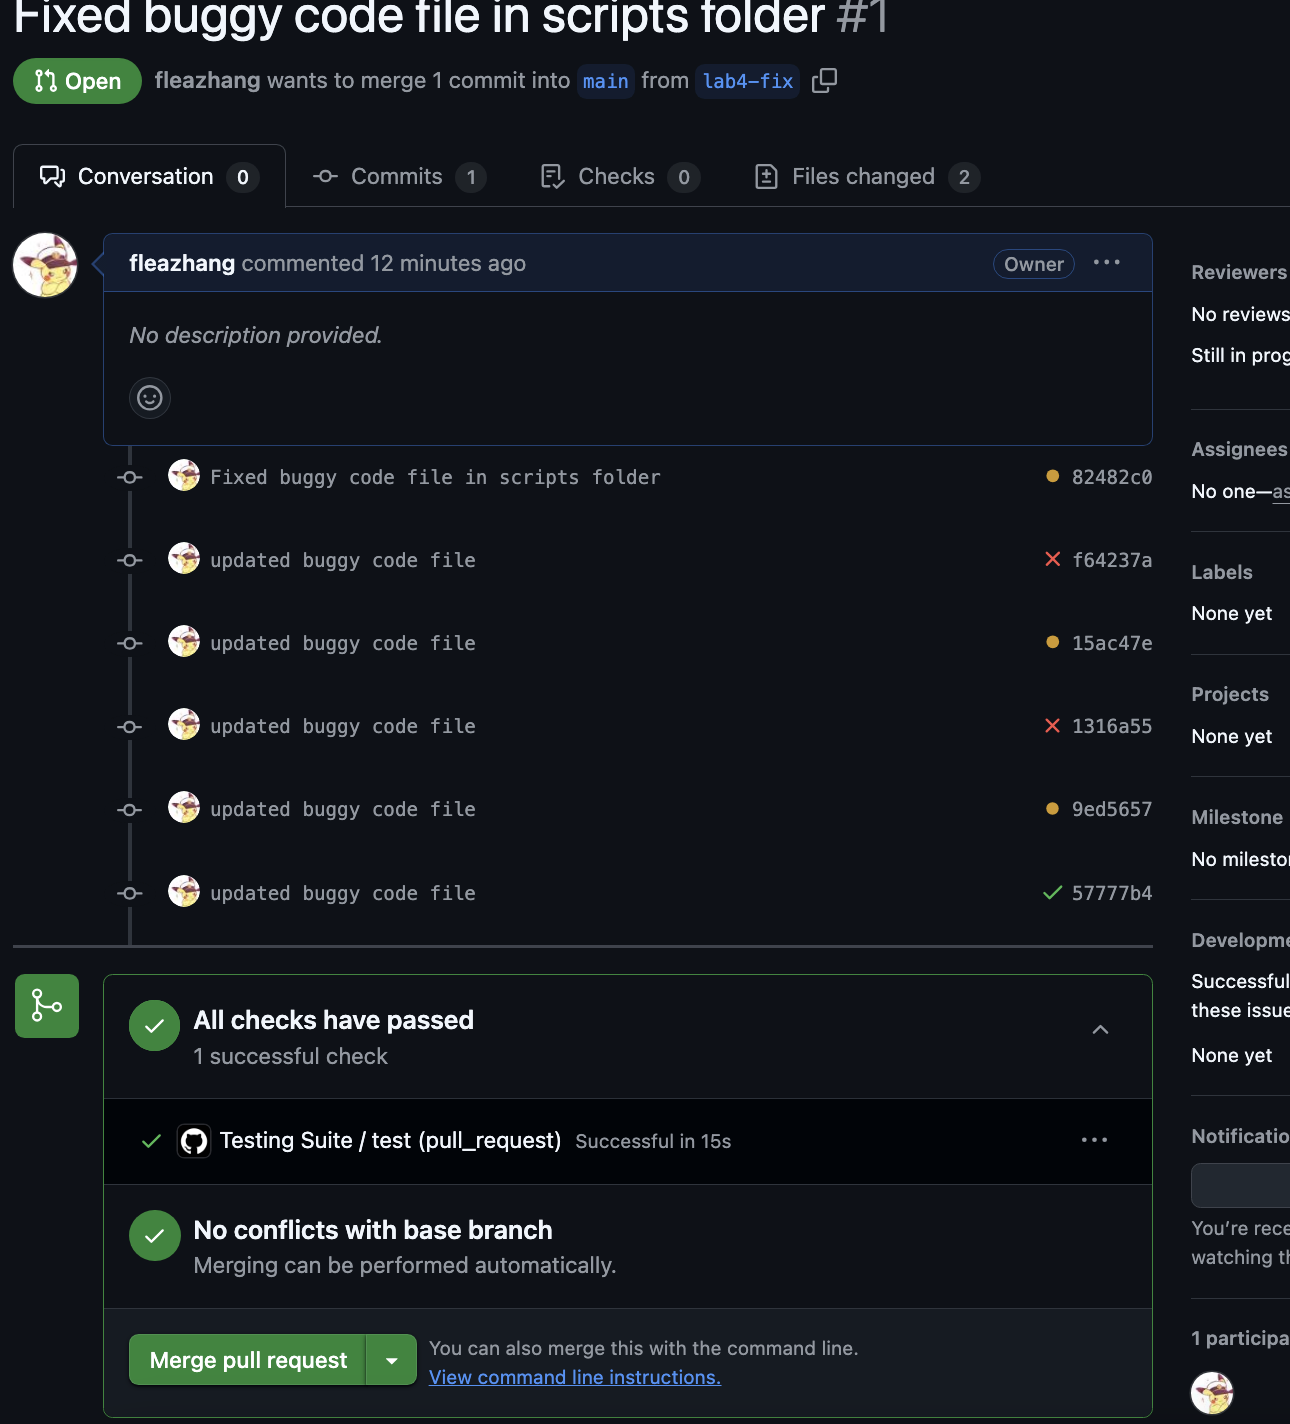 Fixed buggy code file in scripts folder #1
Open fleazhang wants to merge 1 commit into main from lab4-fix
Conversation 0 Commits 1 Checks 0 Files changed 2
fleazhang commented 12 minutes ago Owner
No description provided.
Fixed buggy code file in scripts folder 82482c0
updated buggy code file f64237a
updated buggy code file 15ac47e
updated buggy code file 1316a55
updated buggy code file 9ed5657
updated buggy code file 57777b4
All checks have passed
1 successful check
Testing Suite / test (pull_request) Successful in 15s
No conflicts with base branch
Merging can be performed automatically.
Merge pull request
You can also merge this with the command line.
View command line instructions.
Reviewers
No reviews
Still in prog
Assignees
No one—as
Labels
None yet
Projects
None yet
Milestone
No milesto
Developme
Successful
these issue
None yet
Notificatio
You're rece
watching th
1 participa